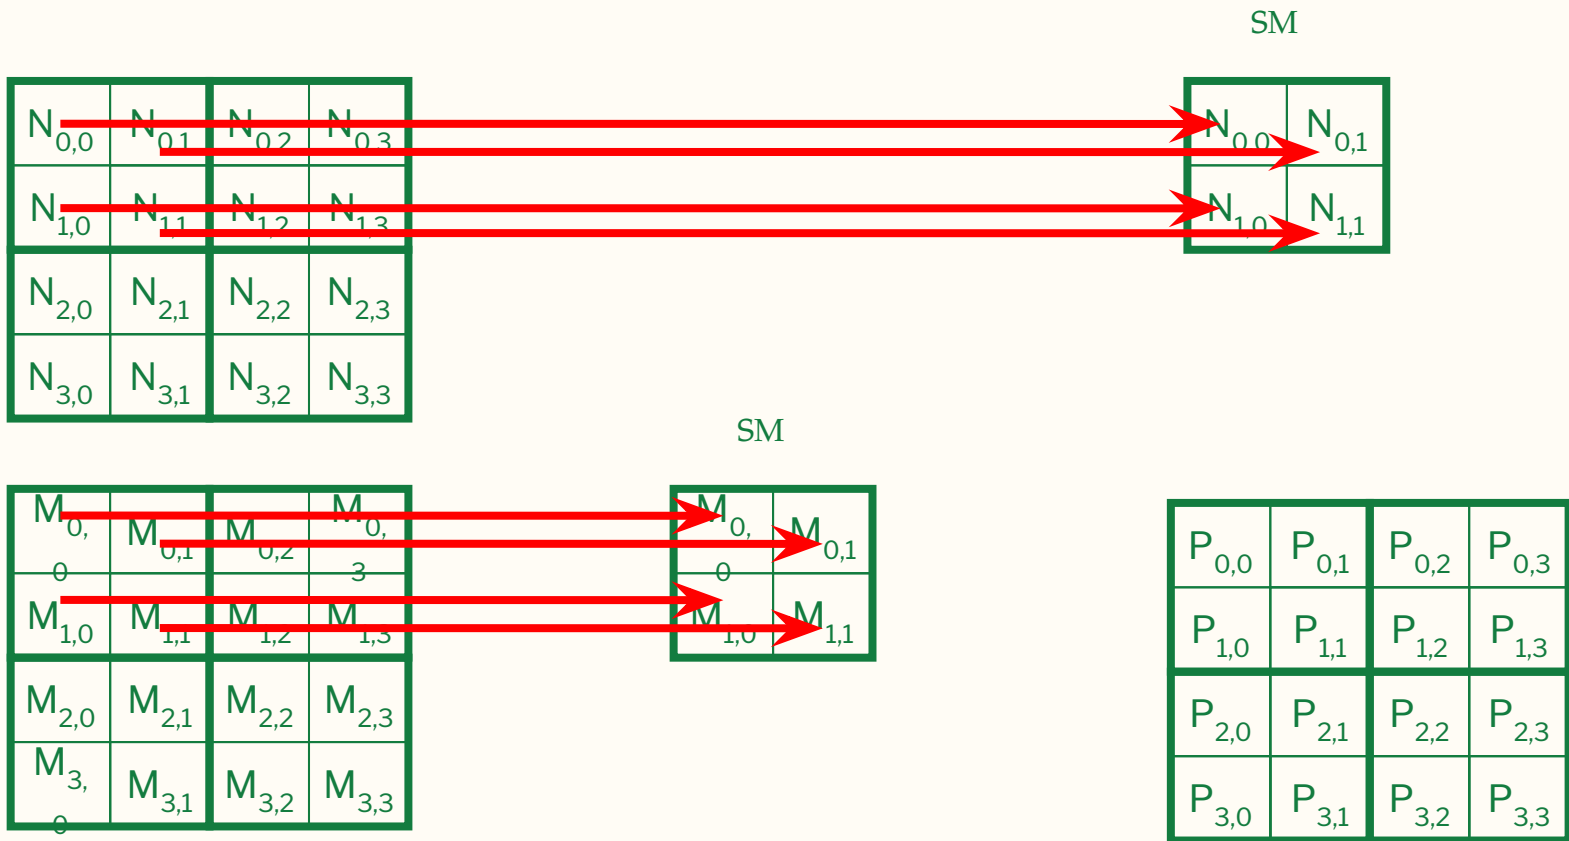 SM
N0,0 N0,1 N0,2 N0,3 N0,0 N0,1
N1,0 N1,1 N1,2 N1,3 N1,0 N1,1
N2,0 N2,1 N2,2 N2,3
N3,0 N3,1 N3,2 N3,3
SM
M0,0 M0,1 M0,2 M0,3 M0,0 M0,1 P0,0 P0,1 P0,2 P0,3
M1,0 M1,1 M1,2 M1,3 M1,0 M1,1 P1,0 P1,1 P1,2 P1,3
M2,0 M2,1 M2,2 M2,3 P2,0 P2,1 P2,2 P2,3
M3,0 M3,1 M3,2 M3,3 P3,0 P3,1 P3,2 P3,3